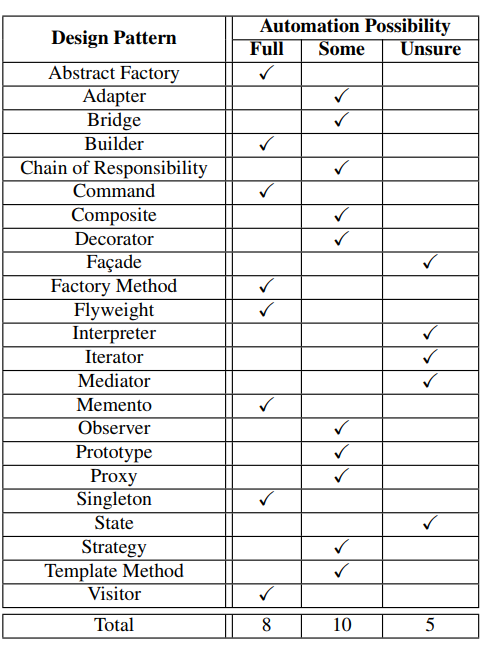 Design Pattern Automation Possibility
Full Some Unsure
Abstract Factory ✓
Adapter ✓
Bridge ✓
Builder ✓
Chain of Responsibility ✓
Command ✓
Composite ✓
Decorator ✓
Façade ✓
Factory Method ✓
Flyweight ✓
Interpreter ✓
Iterator ✓
Mediator ✓
Memento ✓
Observer ✓
Prototype ✓
Proxy ✓
Singleton ✓
State ✓
Strategy ✓
Template Method ✓
Visitor ✓
Total 8 10 5